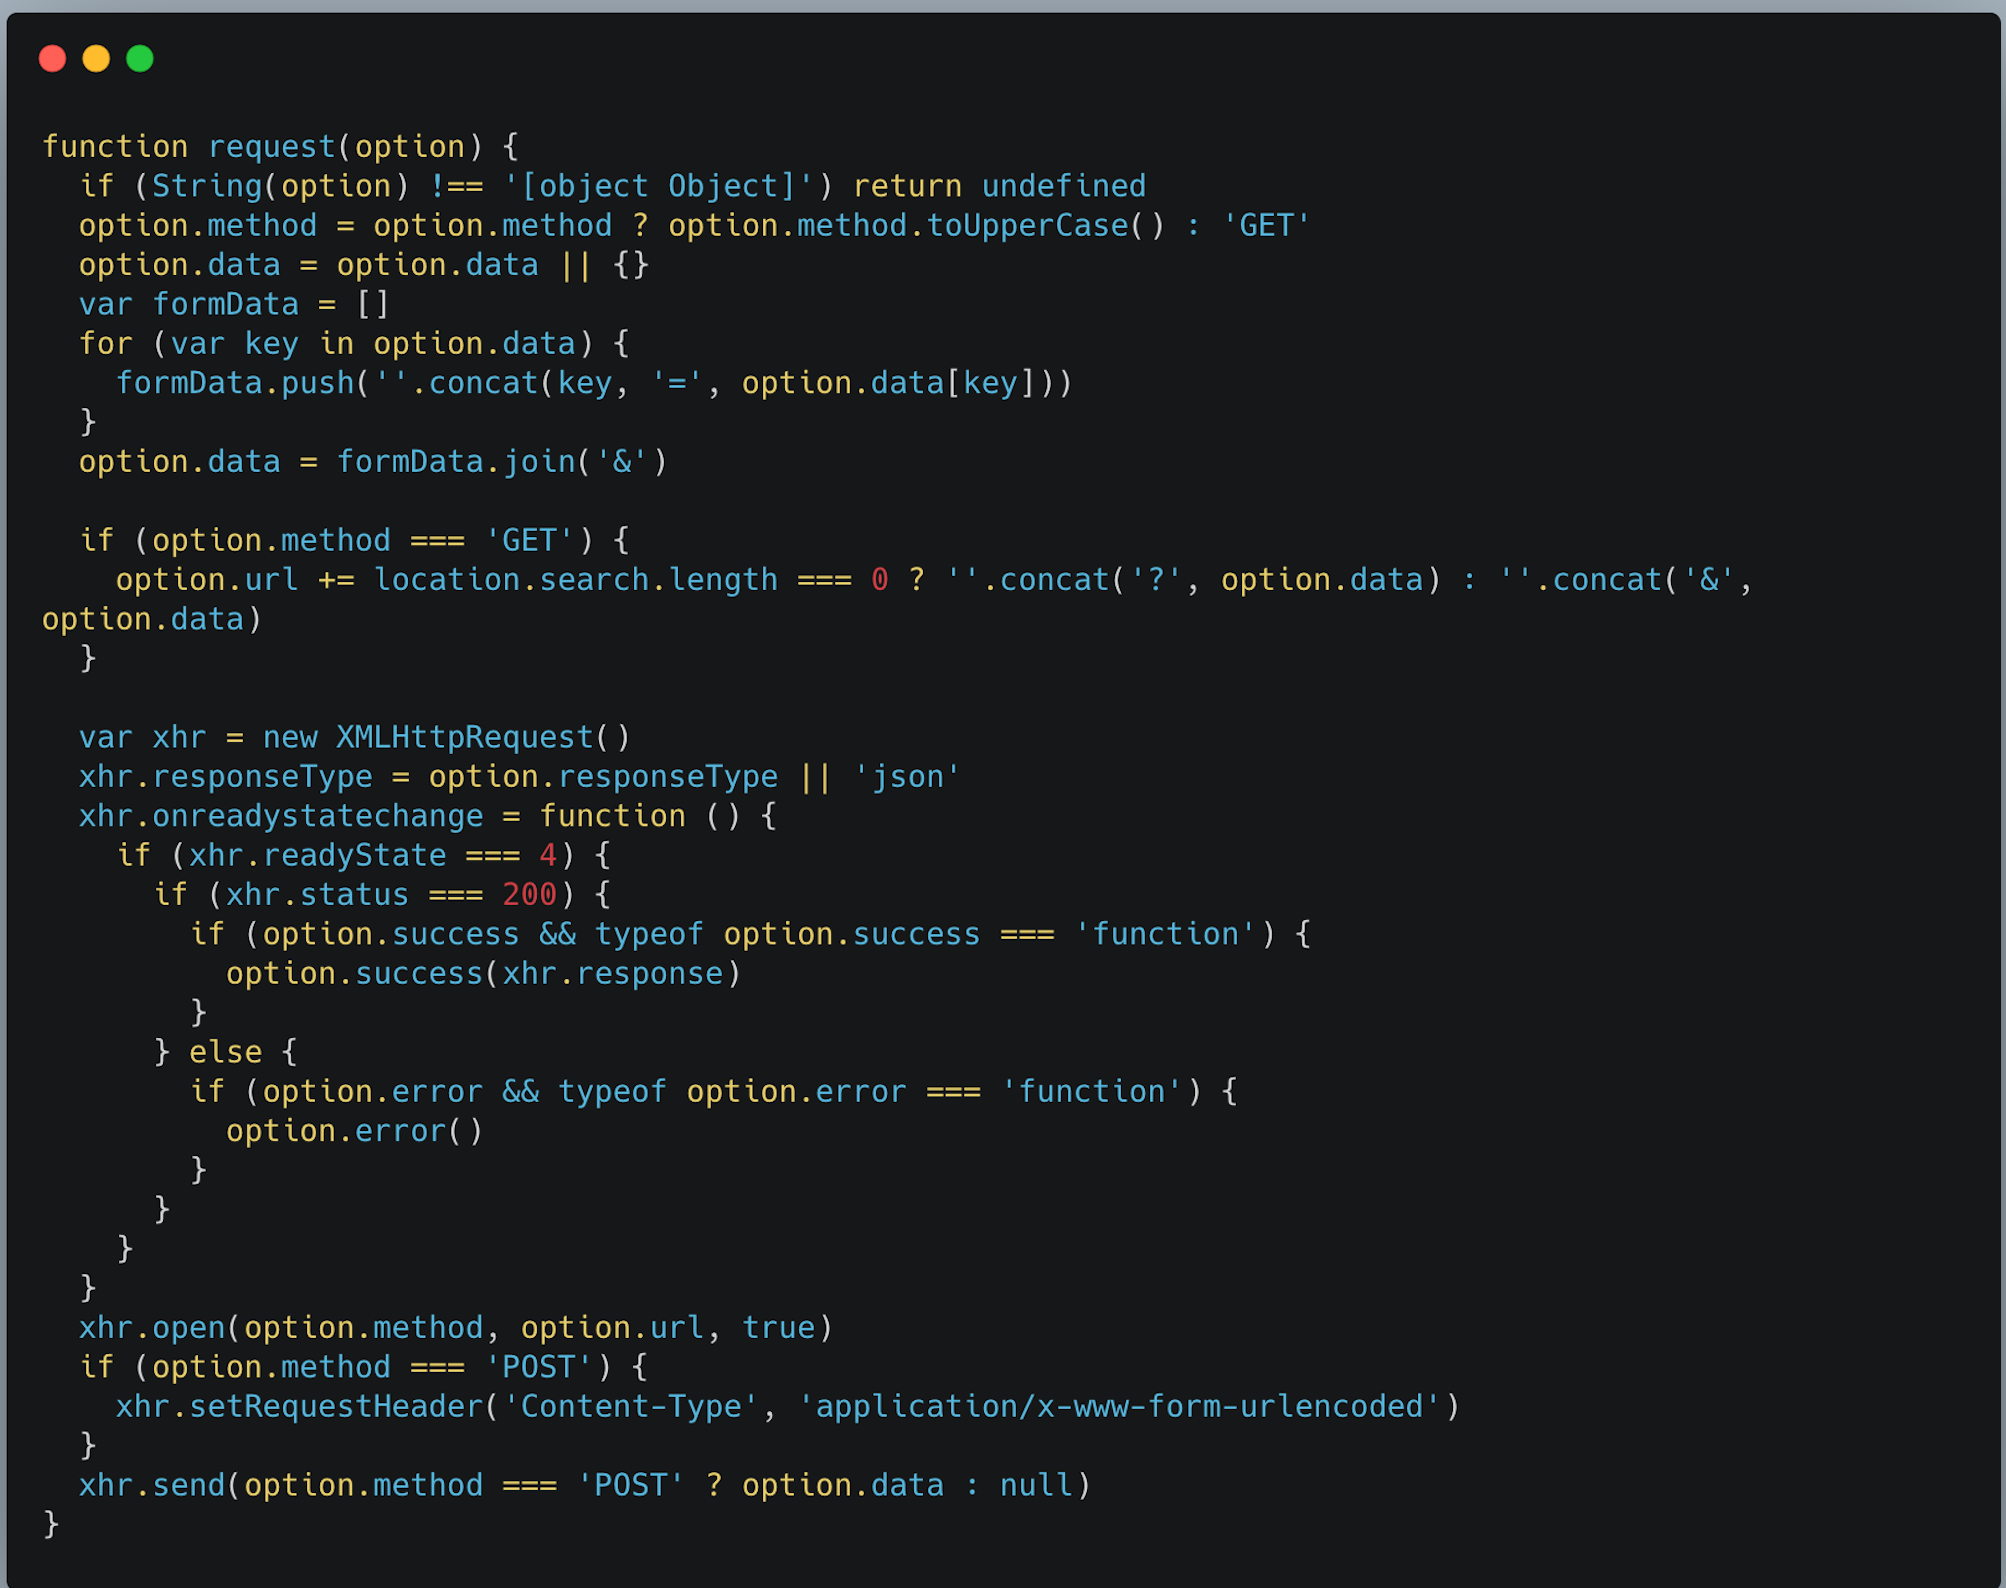 function request(option) {
  if (String(option) !== '[object Object]') return undefined
  option.method = option.method ? option.method.toUpperCase() : 'GET'
  option.data = option.data || {}
  var formData = []
  for (var key in option.data) {
    formData.push(''.concat(key, '=', option.data[key]))
  }
  option.data = formData.join('&')

  if (option.method === 'GET') {
    option.url += location.search.length === 0 ? ''.concat('?', option.data) : ''.concat('&',
option.data)
  }

  var xhr = new XMLHttpRequest()
  xhr.responseType = option.responseType || 'json'
  xhr.onreadystatechange = function () {
    if (xhr.readyState === 4) {
      if (xhr.status === 200) {
        if (option.success && typeof option.success === 'function') {
          option.success(xhr.response)
        }
      } else {
        if (option.error && typeof option.error === 'function') {
          option.error()
        }
      }
    }
  }
  xhr.open(option.method, option.url, true)
  if (option.method === 'POST') {
    xhr.setRequestHeader('Content-Type', 'application/x-www-form-urlencoded')
  }
  xhr.send(option.method === 'POST' ? option.data : null)
}